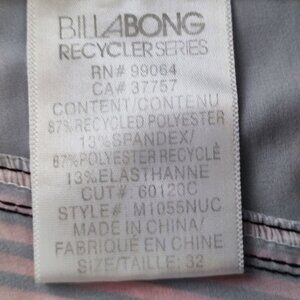 BILLABONG
RECYCLER SERIES
RN# 99064
CA# 37757
CONTENT/CONTENU
87% RECYCLED POLYESTER
13% SPANDEX/
87% POLYESTER RECYCLÉ
13% ELASTHANNE
CUT#: 60120C
STYLE#: M1055NUC
MADE IN CHINA/
FABRIQUÉ EN CHINE
SIZE/TAILLE: 32